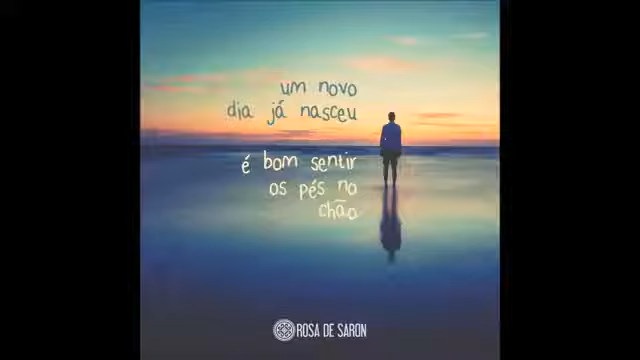 um novo
dia já nasceu
é bom sentir
os pés no
chão
ROSA DE SARON